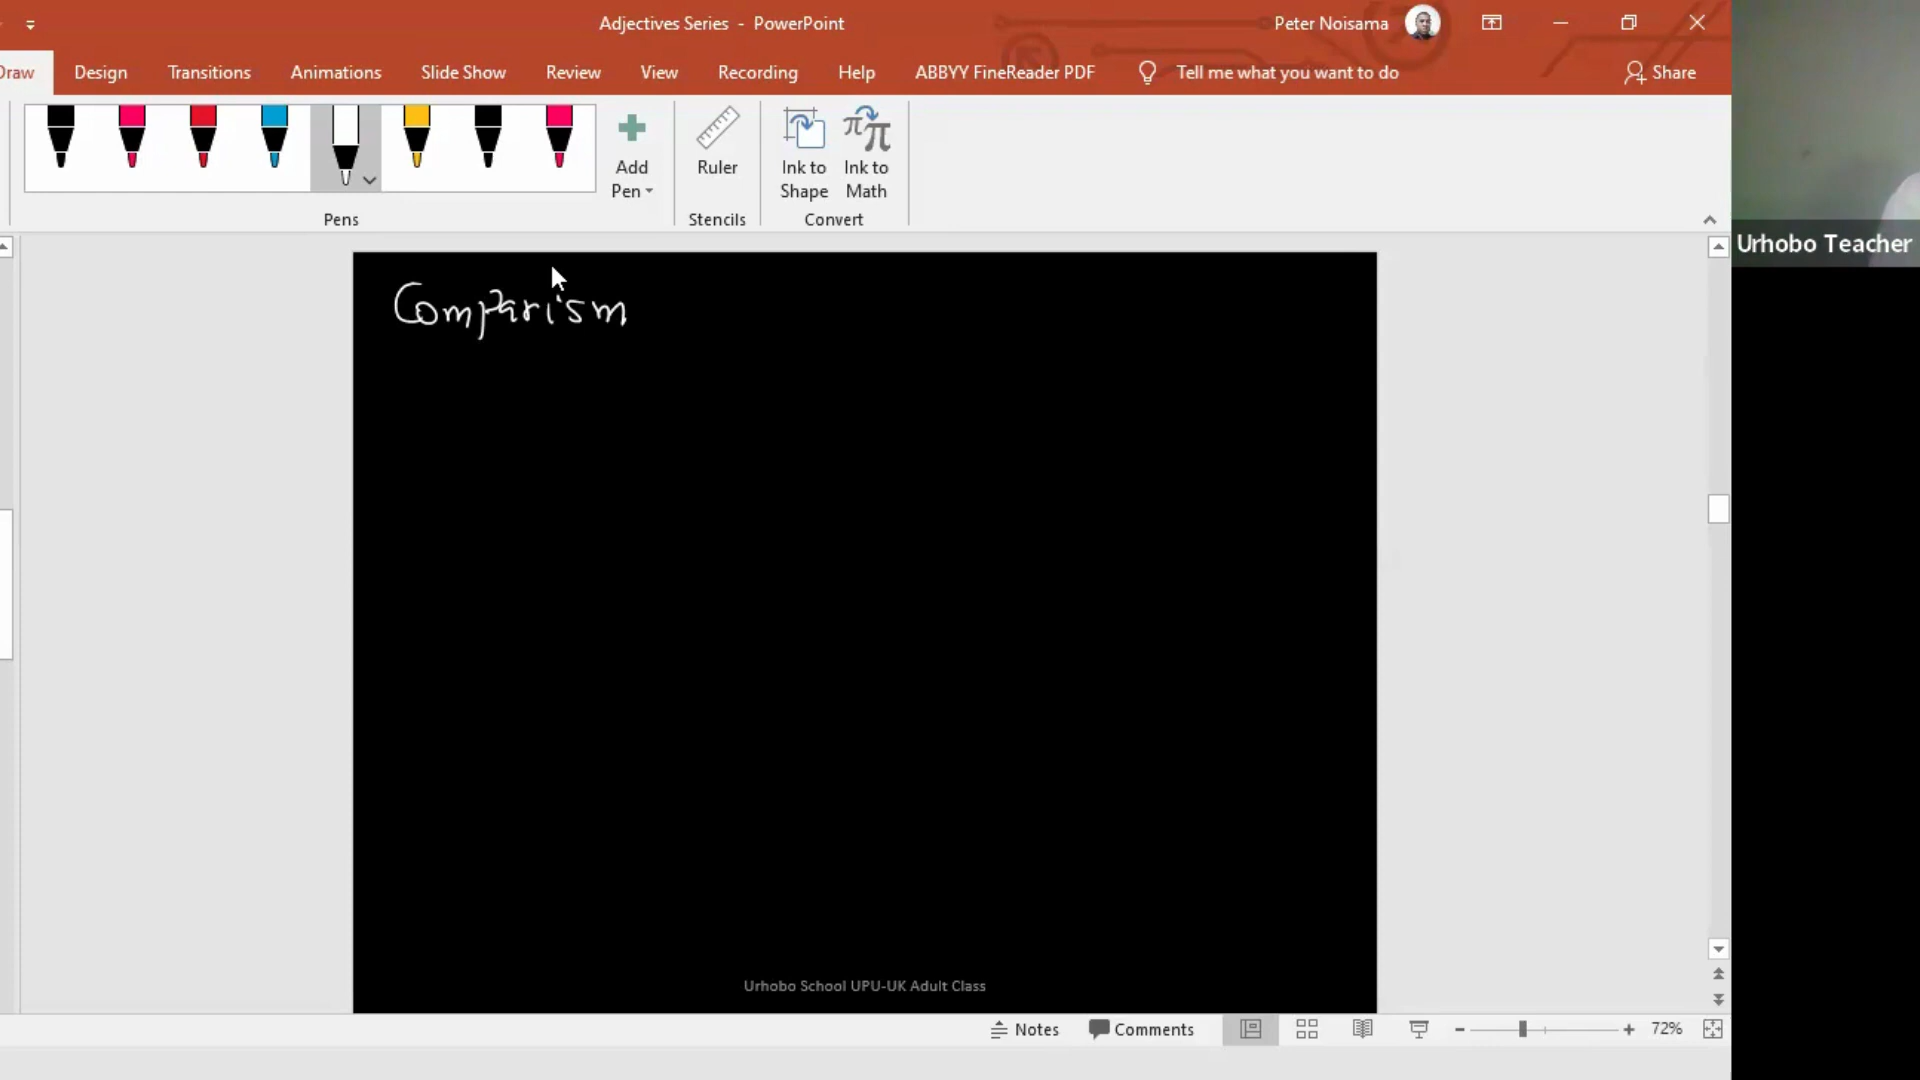 Adjectives Series - PowerPoint
Peter Noisama
Draw Design Transitions Animations Slide Show Review View Recording Help ABBYY FineReader PDF Tell me what you want to do Share
Add Pen
Ruler
Ink to Shape
Ink to Math
Pens
Stencils
Convert
Urhobo Teacher
Comparism
Urhobo School UPU-UK Adult Class
Notes Comments 72%